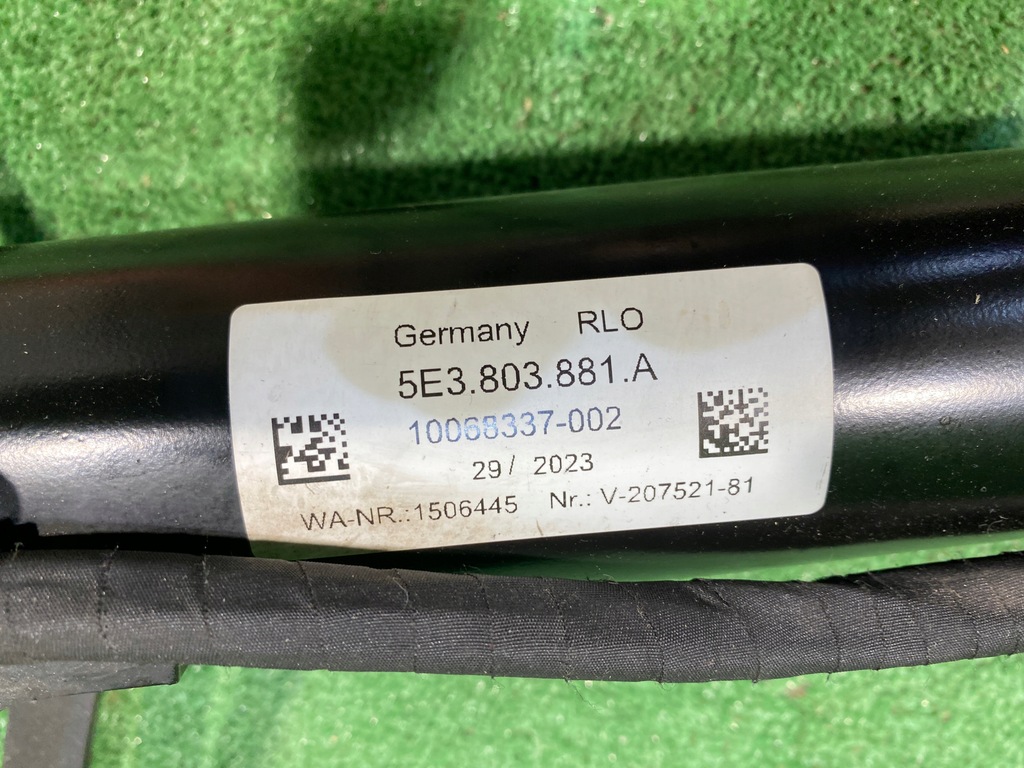 Germany RLO
5E3.803.881.A
10068337-002
29/ 2023
WA-NR.:1506445 Nr.: V-207521-81